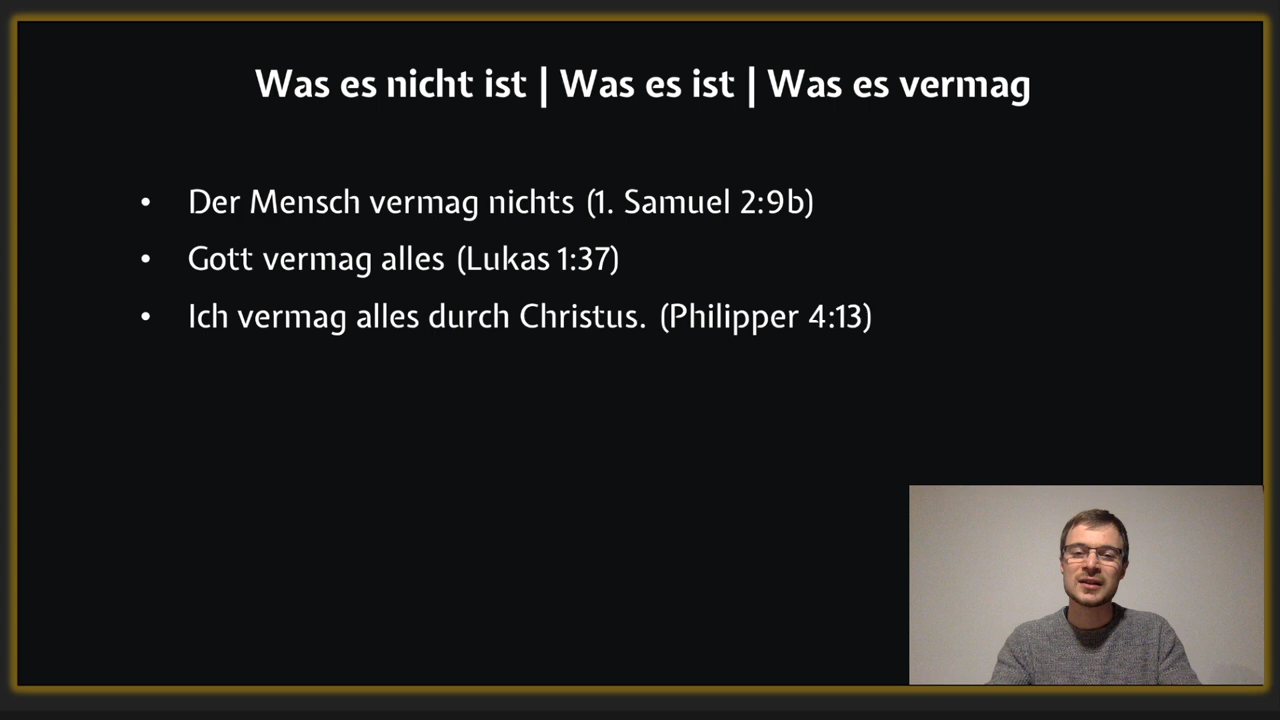 Was es nicht ist | Was es ist | Was es vermag
• Der Mensch vermag nichts (1. Samuel 2:9b)
• Gott vermag alles (Lukas 1:37)
• Ich vermag alles durch Christus. (Philipper 4:13)